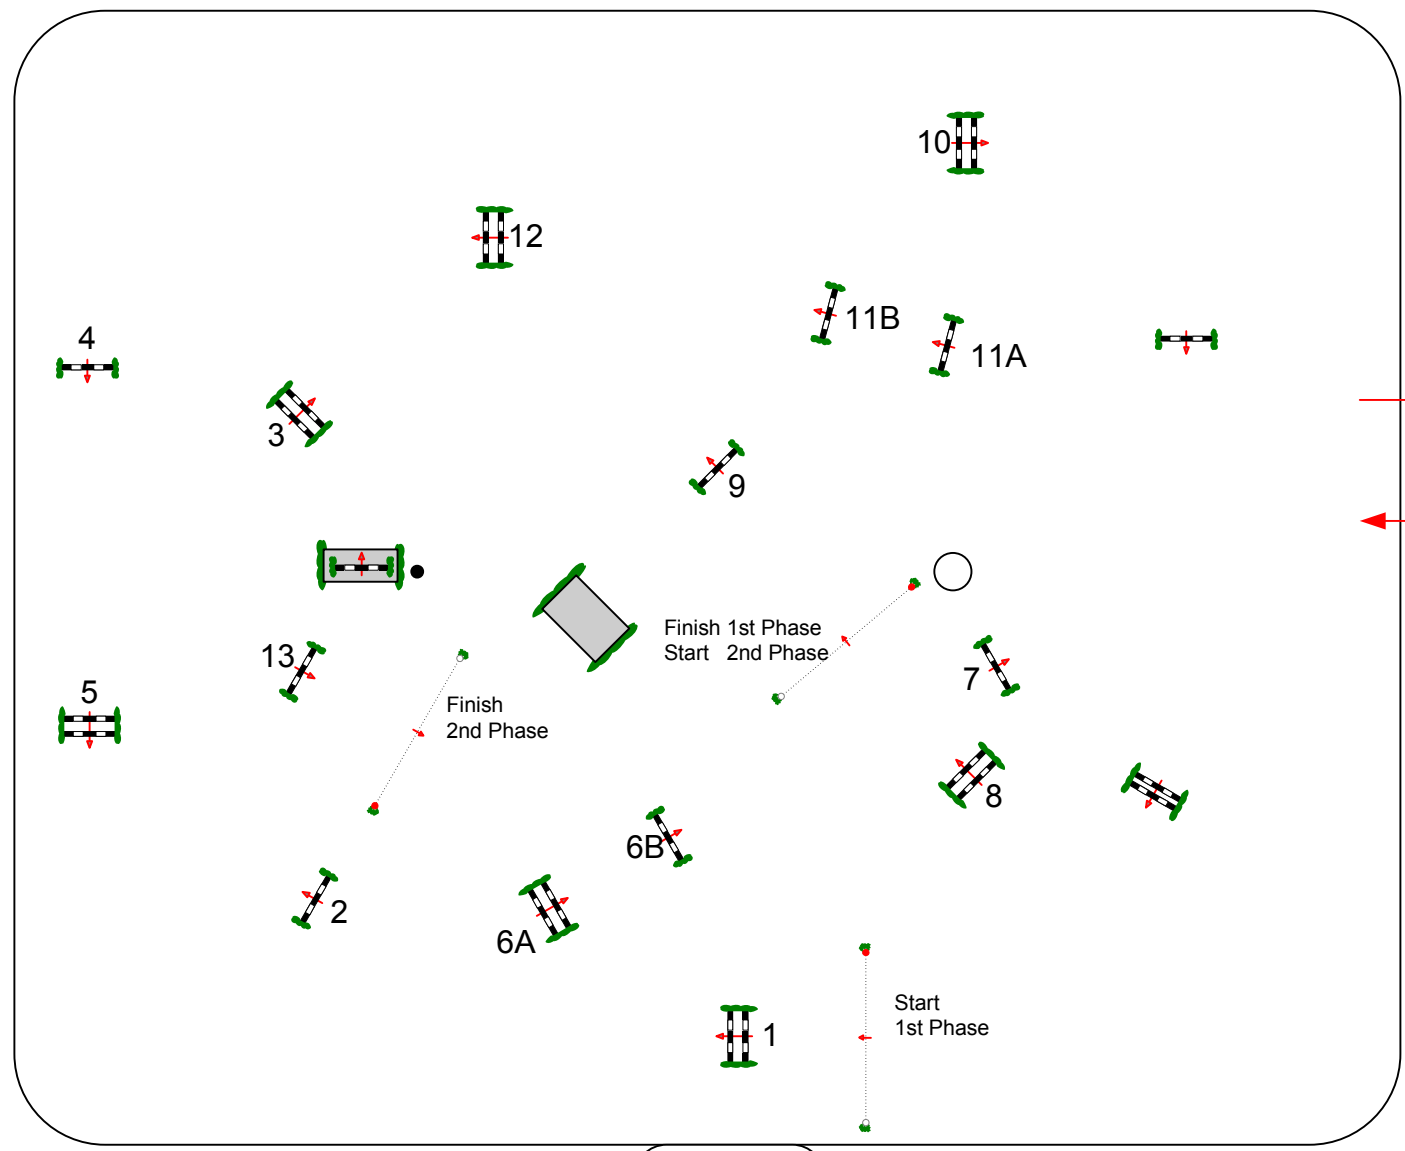 10
12
11B
4
11A
3
9
Finish 1st Phase
Start 2nd Phase
13
7
5
Finish
2nd Phase
8
6B
2
6A
Start
1st Phase
1